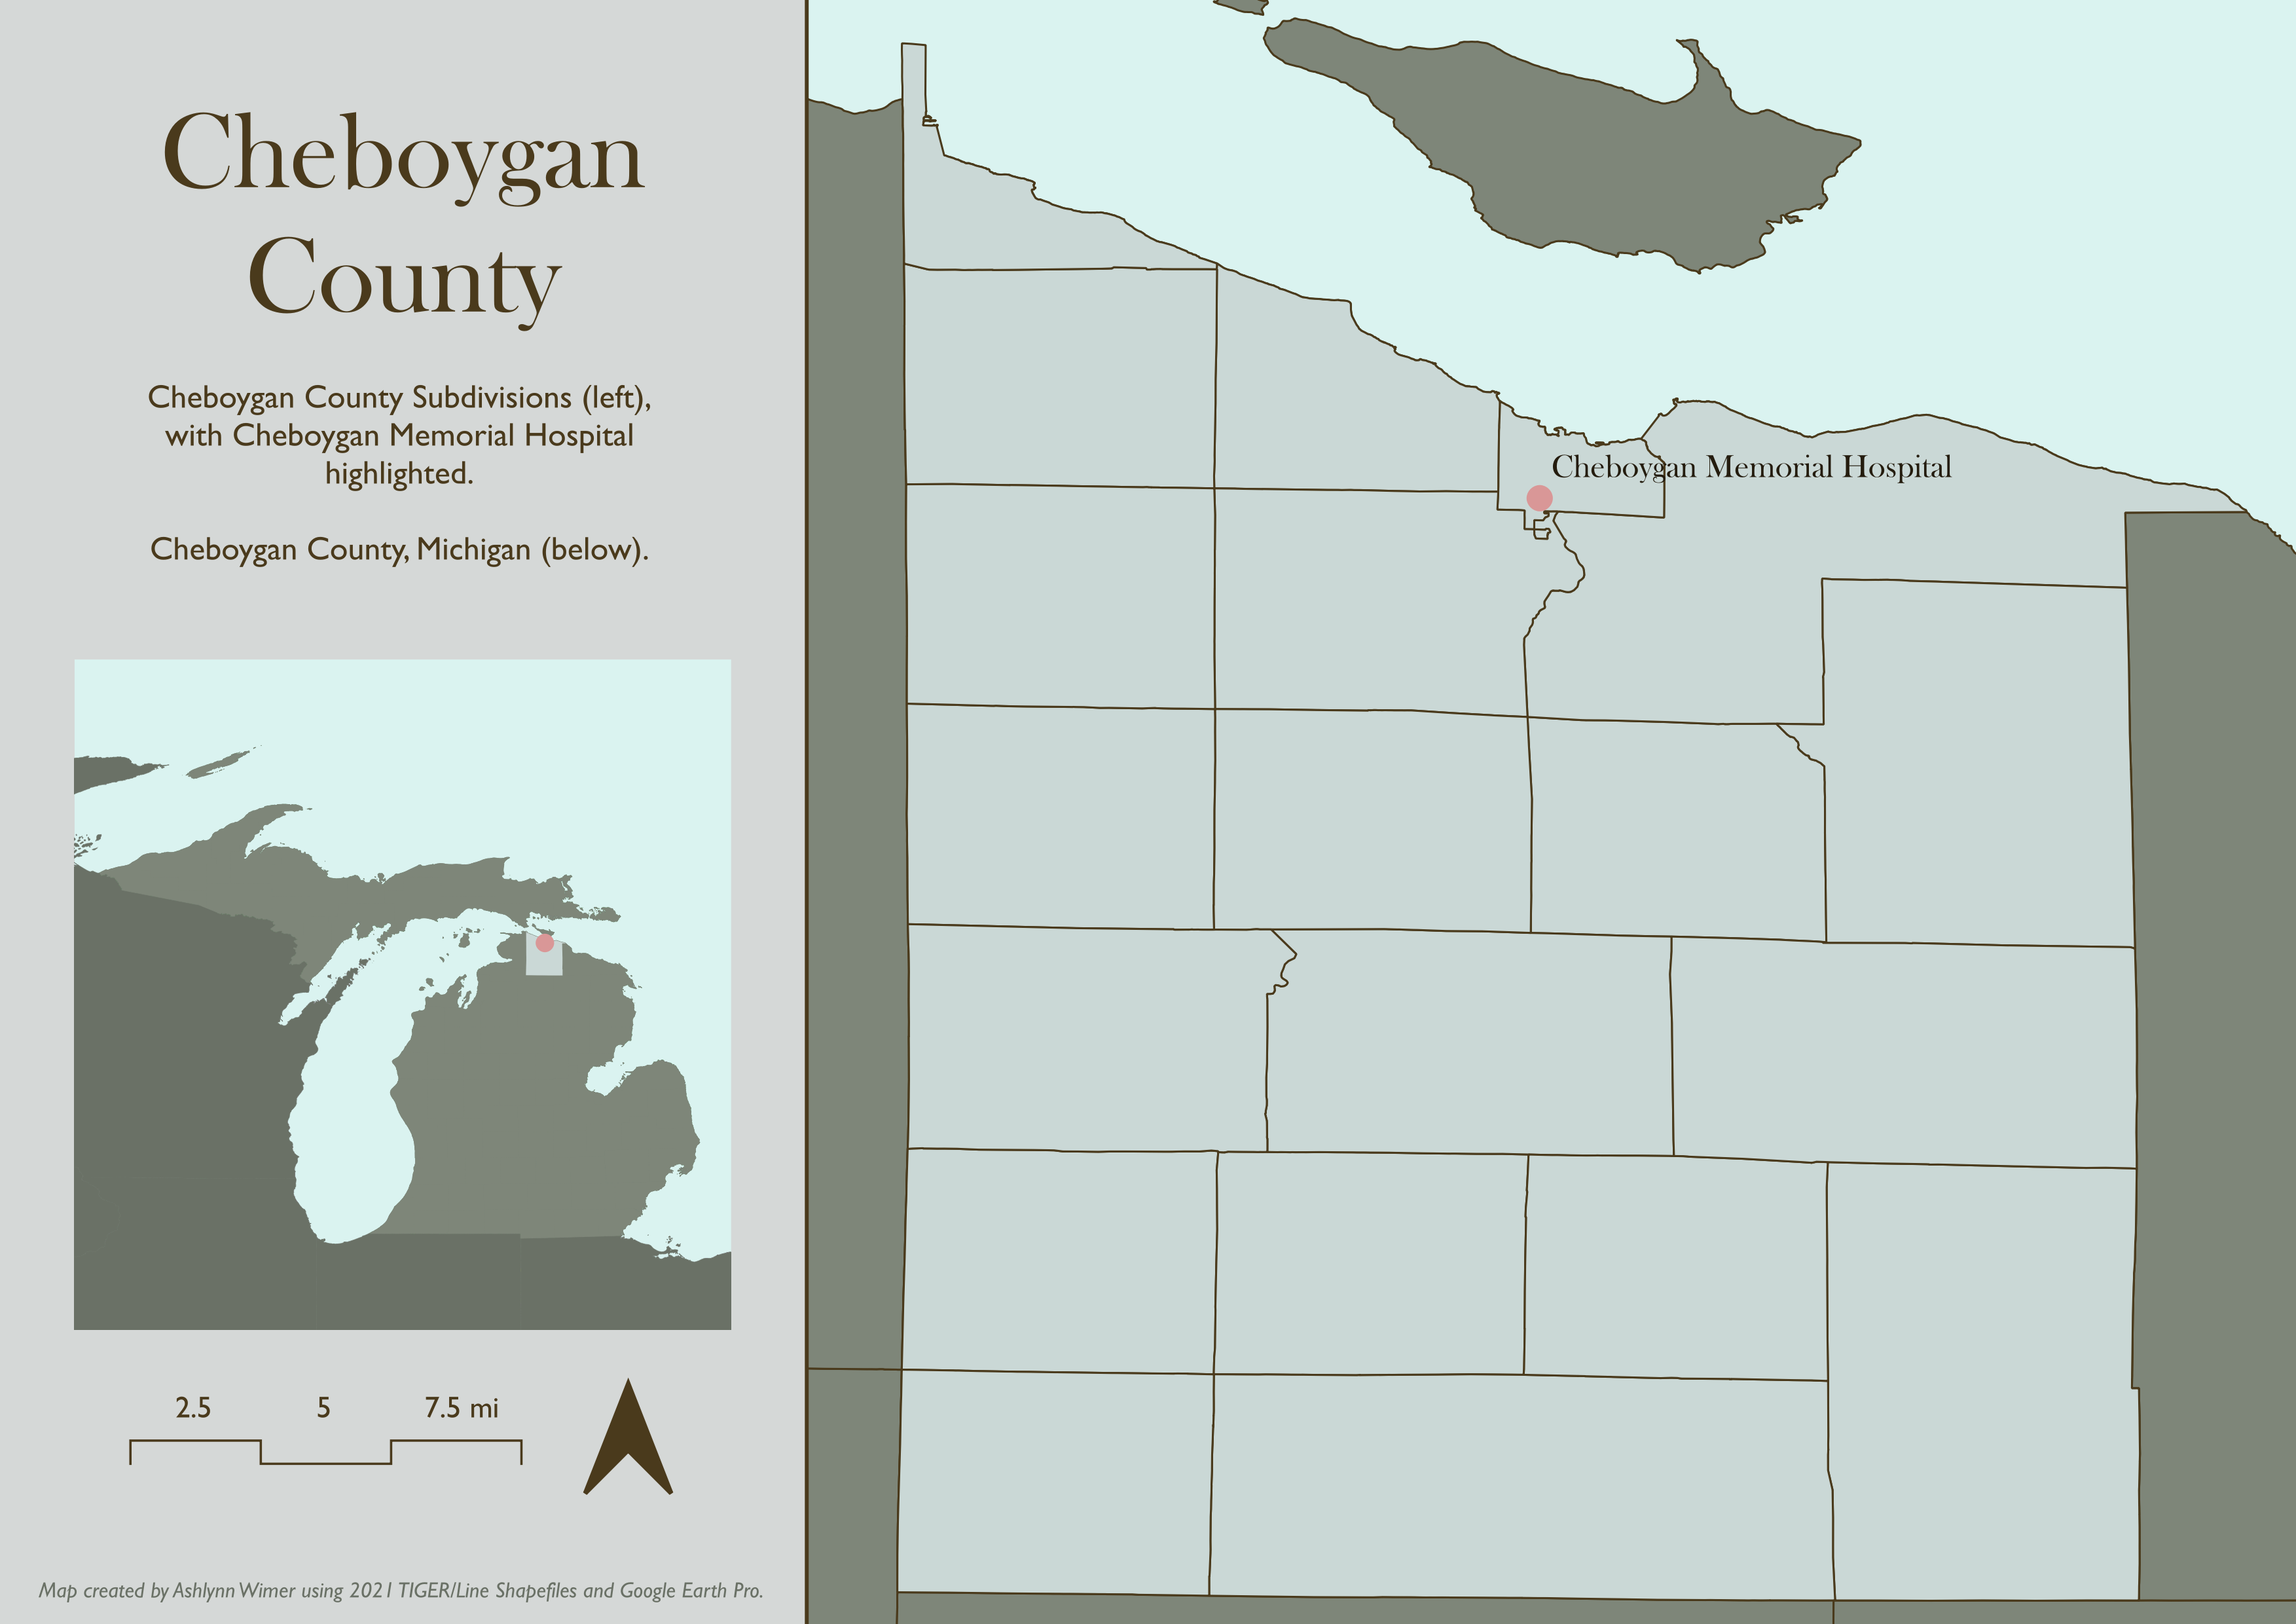 Cheboygan
County
Cheboygan County Subdivisions (left),
with Cheboygan Memorial Hospital
highlighted.
Cheboygan County, Michigan (below).
2.5 5 7.5 mi
Map created by Ashlynn Wimer using 2021 TIGER/Line Shapefiles and Google Earth Pro.
Cheboygan Memorial Hospital